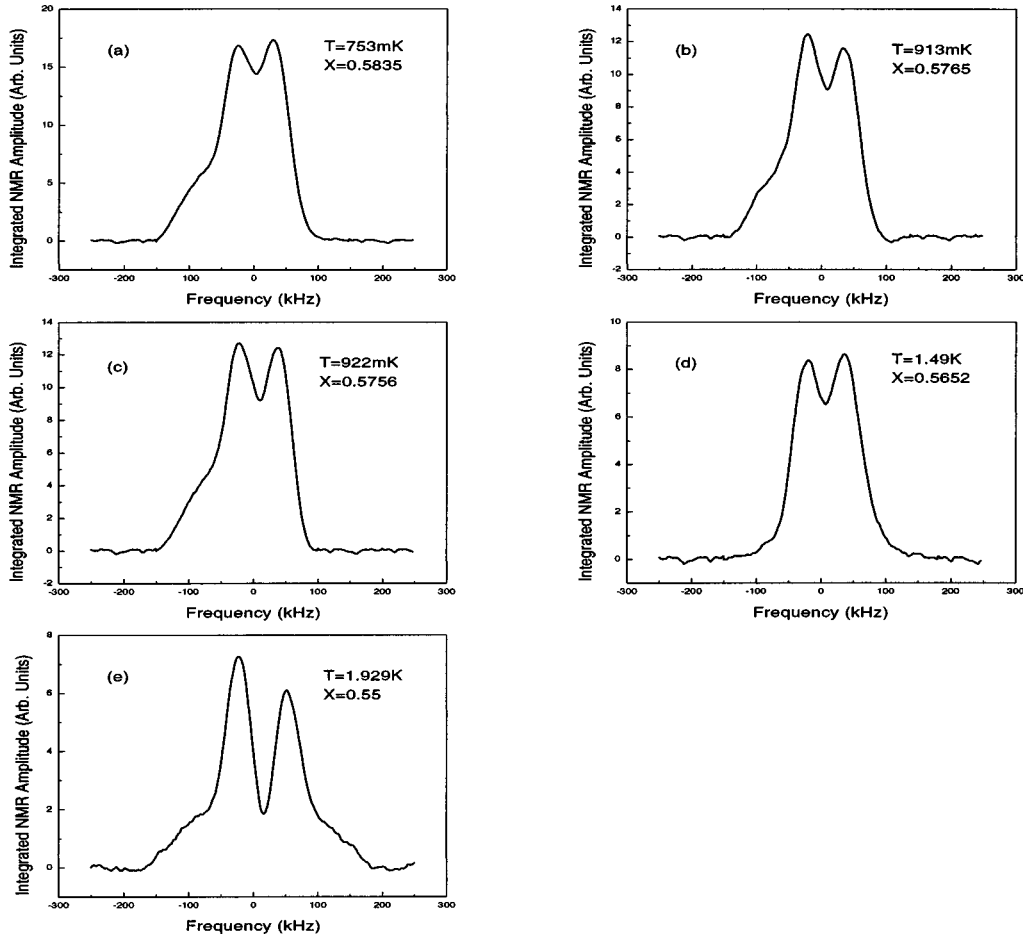 Integrated NMR Amplitude (Arb. Units)
20
15
10
5
0
-300
-200
-100
0
100
200
300
Frequency (kHz)
(a)
T=753mK
X=0.5835
Integrated NMR Amplitude (Arb. Units)
14
12
10
8
6
4
2
0
-2
-300
-200
-100
0
100
200
300
Frequency (kHz)
(b)
T=913mK
X=0.5765
Integrated NMR Amplitude (Arb. Units)
14
12
10
8
6
4
2
0
-2
-300
-200
-100
0
100
200
300
Frequency (kHz)
(c)
T=922mK
X=0.5756
Integrated NMR Amplitude (Arb. Units)
10
8
6
4
2
0
-300
-200
-100
0
100
200
300
Frequency (kHz)
(d)
T=1.49K
X=0.5652
Integrated NMR Amplitude (Arb. Units)
8
6
4
2
0
-300
-200
-100
0
100
200
300
Frequency (kHz)
(e)
T=1.929K
X=0.55